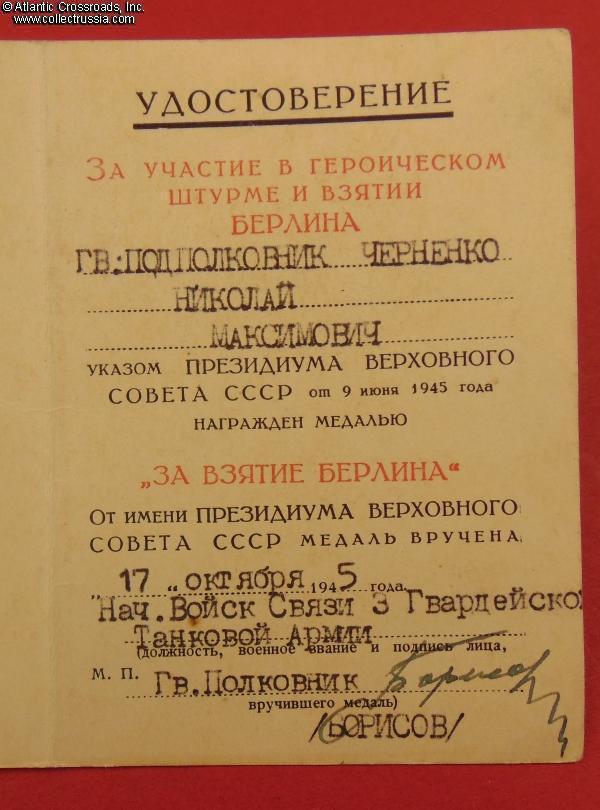 © Atlantic Crossroads, Inc.
www.collectrussia.com
УДОСТОВЕРЕНИЕ
ЗА УЧАСТИЕ В ГЕРОИЧЕСКОМ
ШТУРМЕ И ВЗЯТИИ
БЕРЛИНА
ГВ.ПОДПОЛКОВНИК ЧЕРНЕНКО
НИКОЛАЙ
МАКСИМОВИЧ
УКАЗОМ ПРЕЗИДИУМА ВЕРХОВНОГО
СОВЕТА СССР от 9 июня 1945 года
НАГРАЖДЕН МЕДАЛЬЮ
„ЗА ВЗЯТИЕ БЕРЛИНА“
От имени ПРЕЗИДИУМА ВЕРХОВНОГО
СОВЕТА СССР МЕДАЛЬ ВРУЧЕНА
„17 „ октября 1945 года.
Нач.Войск Связи 3 Гвардейской
Танковой Армии
(должность, военное звание и подпись лица,
М. П. Гв.Полковник Борисов
вручившего медаль)
/БОРИСОВ/